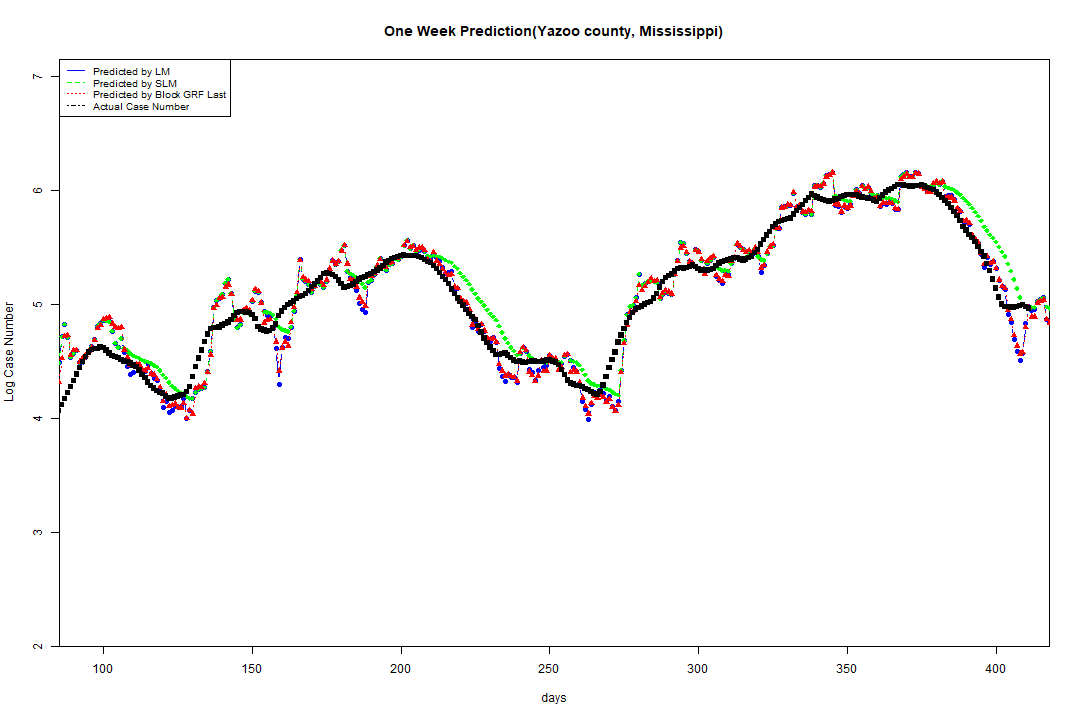 One Week Prediction(Yazoo county, Mississippi)
Predicted by LM
Predicted by SLM
Predicted by Block GRF Last
Actual Case Number
7
6
5
4
3
2
Log Case Number
100 150 200 250 300 350 400
days